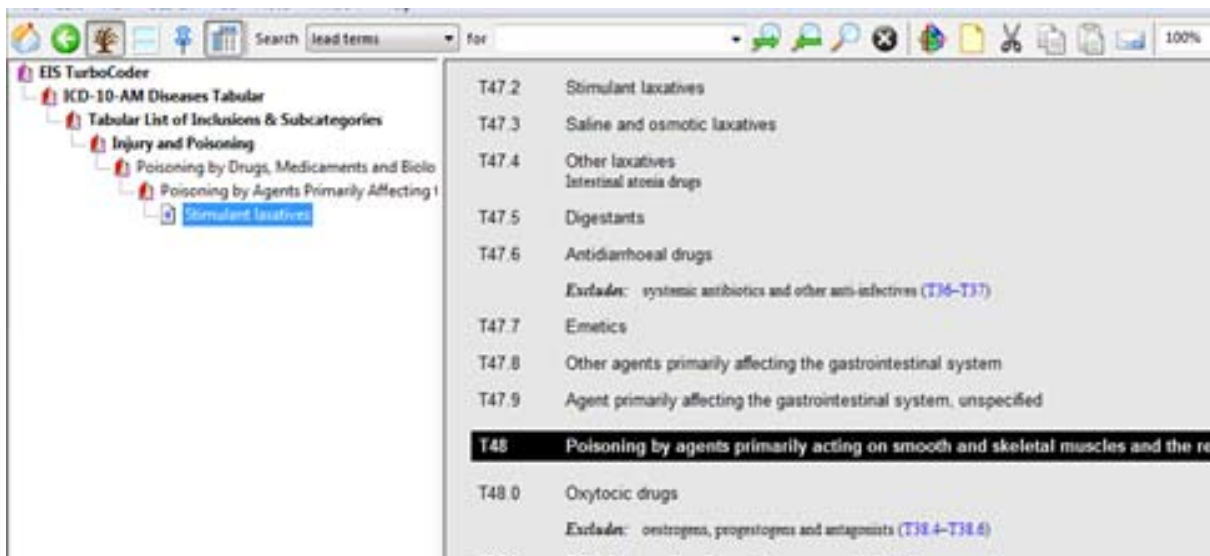 Search lead terms for 100%
EIS TurboCoder
ICD-10-AM Diseases Tabular
Tabular List of Inclusions & Subcategories
Injury and Poisoning
Poisoning by Drugs, Medicaments and Biolo
Poisoning by Agents Primarily Affecting t
Stimulant laxatives
T47.2 Stimulant laxatives
T47.3 Saline and osmotic laxatives
T47.4 Other laxatives
Intestinal atonia drugs
T47.5 Digestants
T47.6 Antidiarrhoeal drugs
Excludes: systemic antibiotics and other anti-infectives (T36–T37)
T47.7 Emetics
T47.8 Other agents primarily affecting the gastrointestinal system
T47.9 Agent primarily affecting the gastrointestinal system, unspecified
T48 Poisoning by agents primarily acting on smooth and skeletal muscles and the re
T48.0 Oxytocic drugs
Excludes: oestrogens, progestogens and antagonists (T38.4–T38.6)